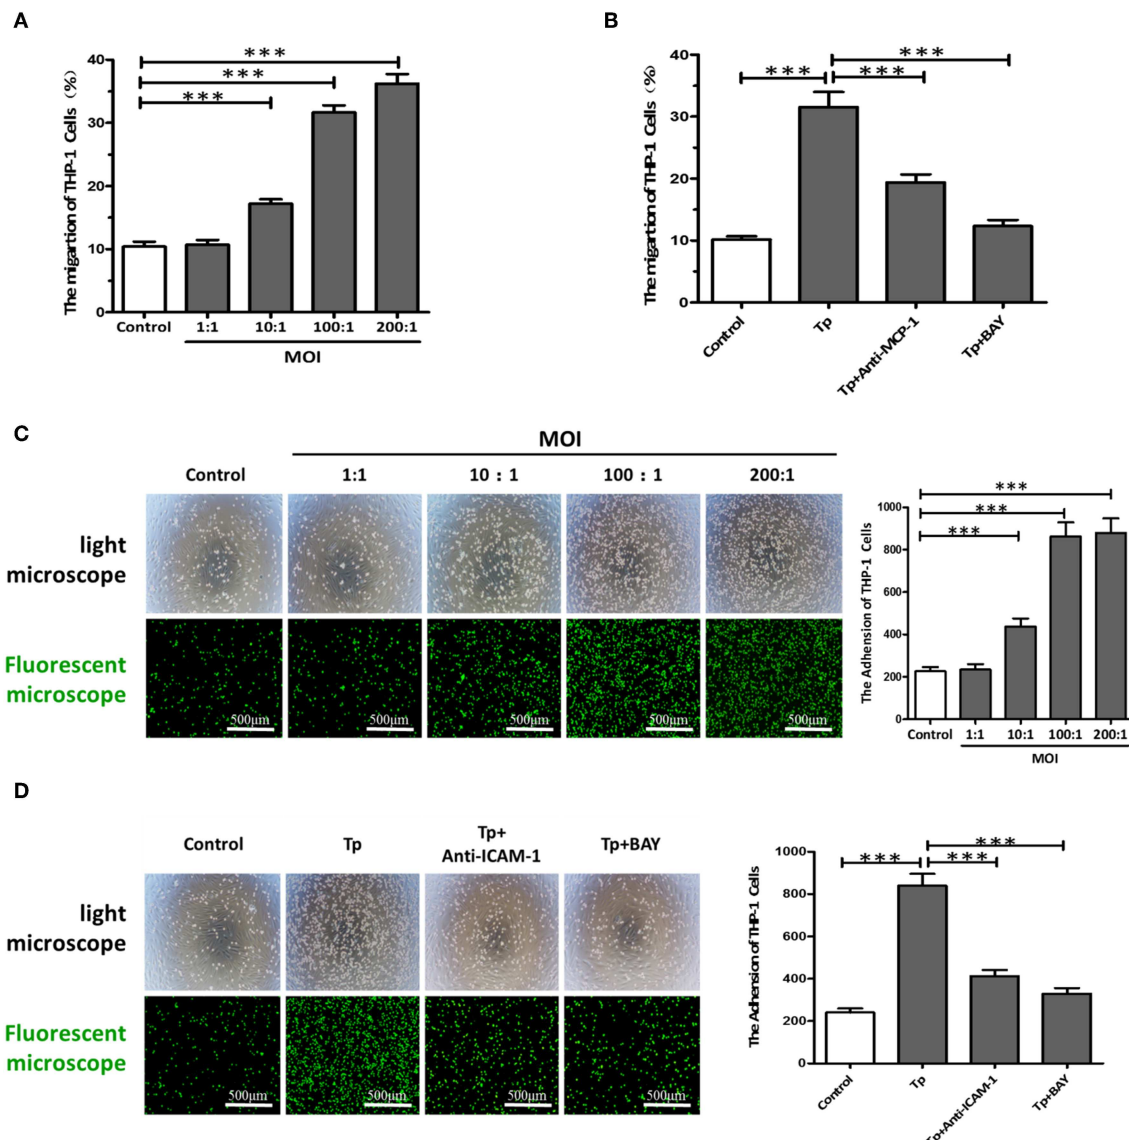 A
***
***
***
The migartion of THP-1 Cells (%)
40
30
20
10
0
Control 1:1 10:1 100:1 200:1
MOI
B
***
*** ***
The migartion of THP-1 Cells (%)
40
30
20
10
0
Control Tp Tp+Anti-MCP-1 Tp+BAY
C
MOI
Control 1:1 10 : 1 100 : 1 200:1
light
microscope
Fluorescent
microscope
500μm 500μm 500μm 500μm 500μm
***
***
***
The Adhension of THP-1 Cells
1000
800
600
400
200
0
Control 1:1 10:1 100:1 200:1
MOI
D
Control Tp Tp+
Anti-ICAM-1 Tp+BAY
light
microscope
Fluorescent
microscope
500μm 500μm 500μm 500μm
***
*** ***
The Adhension of THP-1 Cells
1000
800
600
400
200
0
Control Tp Tp+Anti-ICAM-1 Tp+BAY